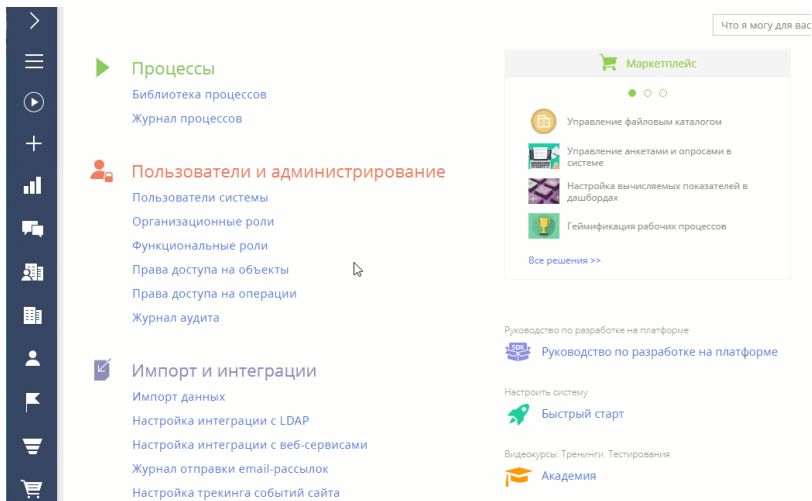 Что я могу для вас
Процессы
Библиотека процессов
Журнал процессов
Пользователи и администрирование
Пользователи системы
Организационные роли
Функциональные роли
Права доступа на объекты
Права доступа на операции
Журнал аудита
Импорт и интеграции
Импорт данных
Настройка интеграции с LDAP
Настройка интеграции с веб-сервисами
Журнал отправки email-рассылок
Настройка трекинга событий сайта
Маркетплейс
Управление файловым каталогом
Управление анкетами и опросами в
системе
Настройка вычисляемых показателей в
дашбордах
Геймификация рабочих процессов
Все решения >>
Руководство по разработке на платформе
SDK
Руководство по разработке на платформе
Настроить систему
Быстрый старт
Видеокурсы. Тренинги. Тестирования
Академия